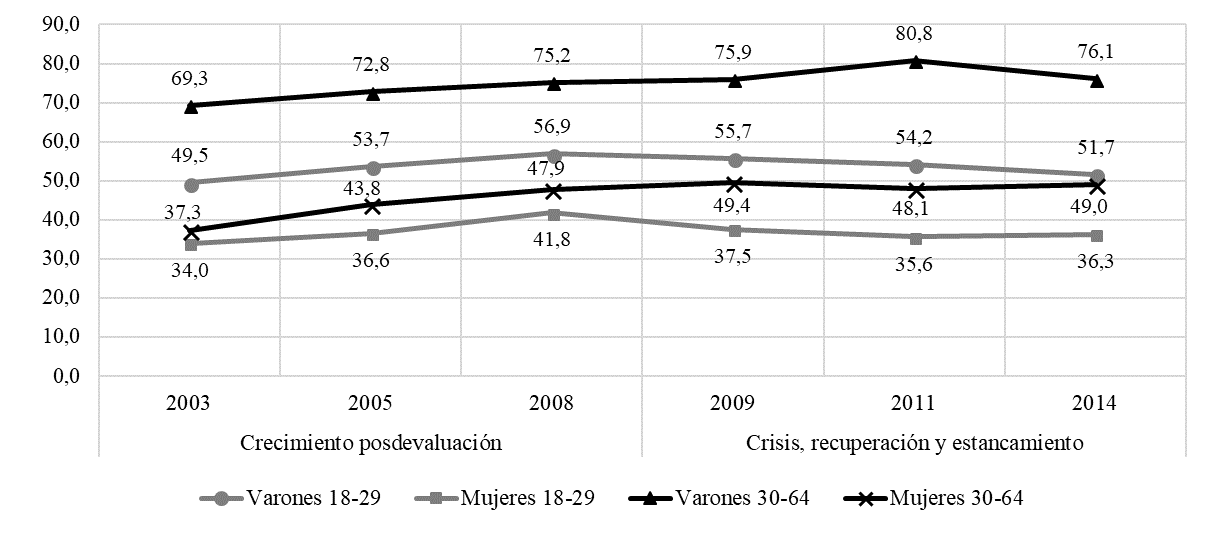 90,0
80,0
70,0
60,0
50,0
40,0
30,0
20,0
10,0
0,0
69,3 72,8 75,2 75,9 80,8 76,1
49,5 53,7 56,9 55,7 54,2 51,7
37,3 43,8 47,9 49,4 48,1 49,0
34,0 36,6 41,8 37,5 35,6 36,3
2003 2005 2008 2009 2011 2014
Crecimiento posdevaluación Crisis, recuperación y estancamiento
Varones 18-29 Mujeres 18-29 Varones 30-64 Mujeres 30-64